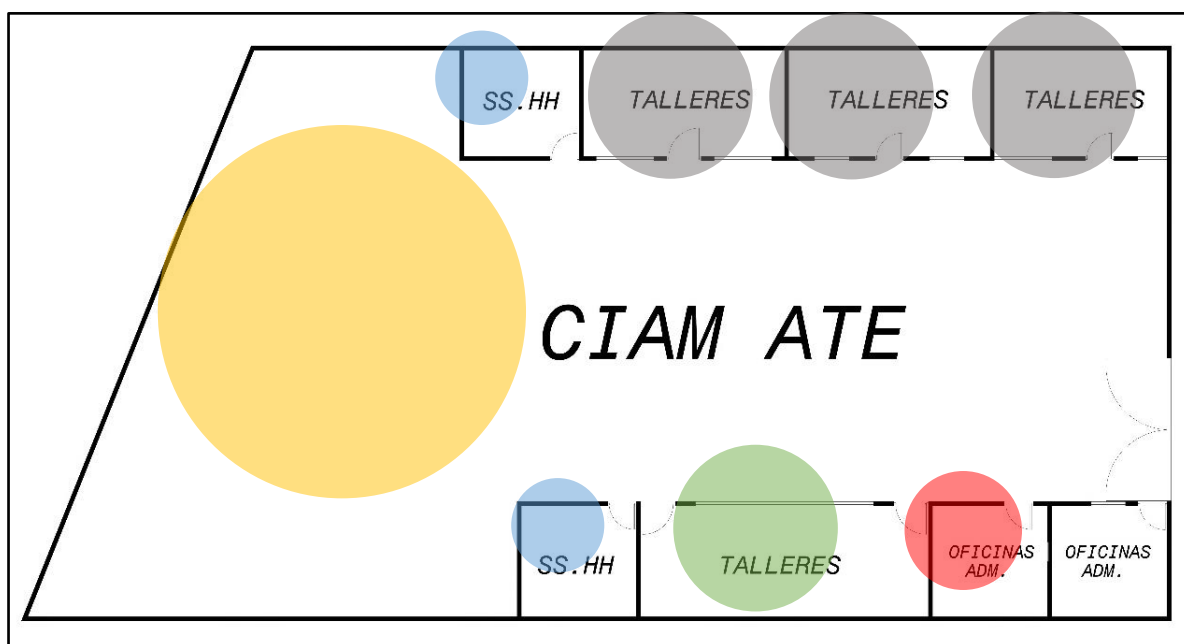 SS.HH
TALLERES
TALLERES
TALLERES
CIAM ATE
SS.HH
TALLERES
OFICINAS
ADM.
OFICINAS
ADM.